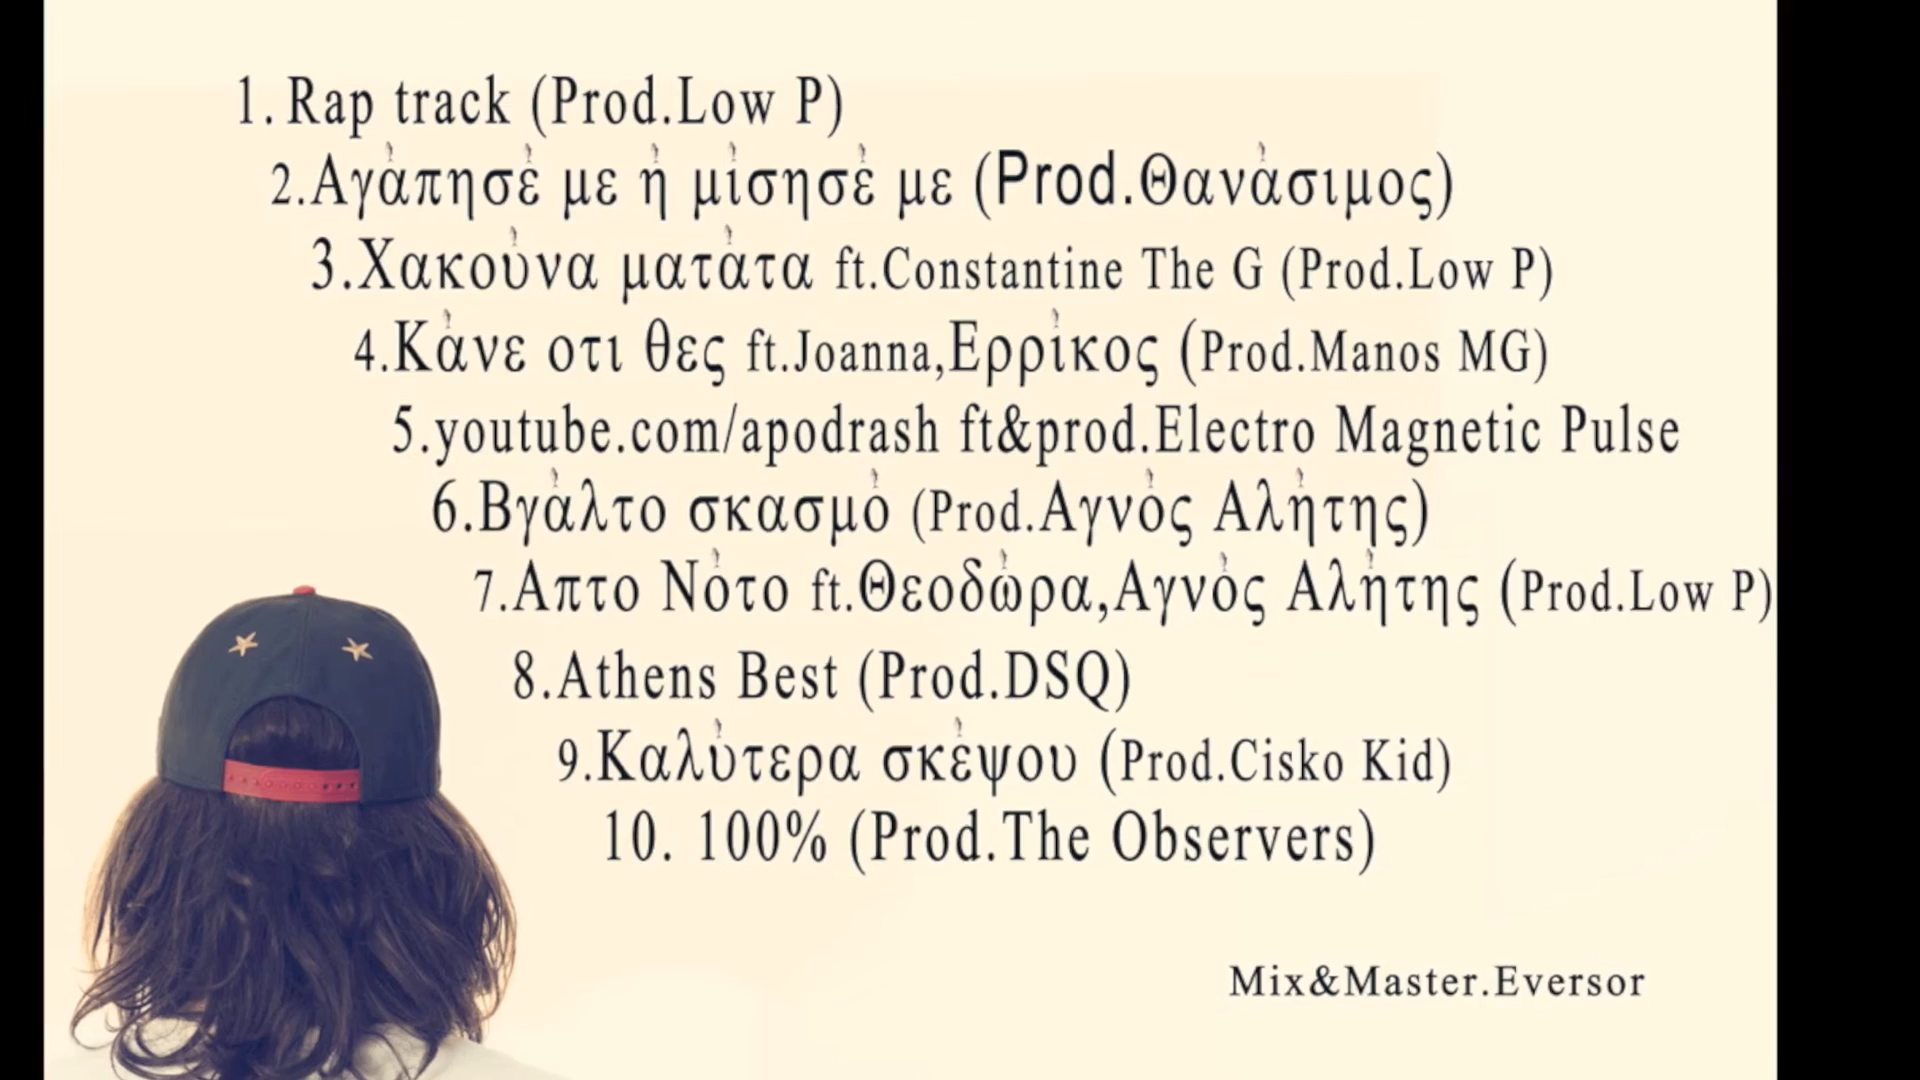 1. Rap track (Prod.Low P)
2.Αγάπησέ με ή μίσησέ με (Prod.Θανάσιμος)
3.Χακούνα ματάτα ft.Constantine The G (Prod.Low P)
4.Κάνε οτι θες ft.Joanna,Ερρίκος (Prod.Manos MG)
5.youtube.com/apodrash ft&prod.Electro Magnetic Pulse
6.Βγάλτο σκασμό (Prod.Αγνός Αλήτης)
7.Απτο Νότο ft.Θεοδώρα,Αγνός Αλήτης (Prod.Low P)
8.Athens Best (Prod.DSQ)
9.Καλύτερα σκέψου (Prod.Cisko Kid)
10. 100% (Prod.The Observers)
Mix&Master.Eversor